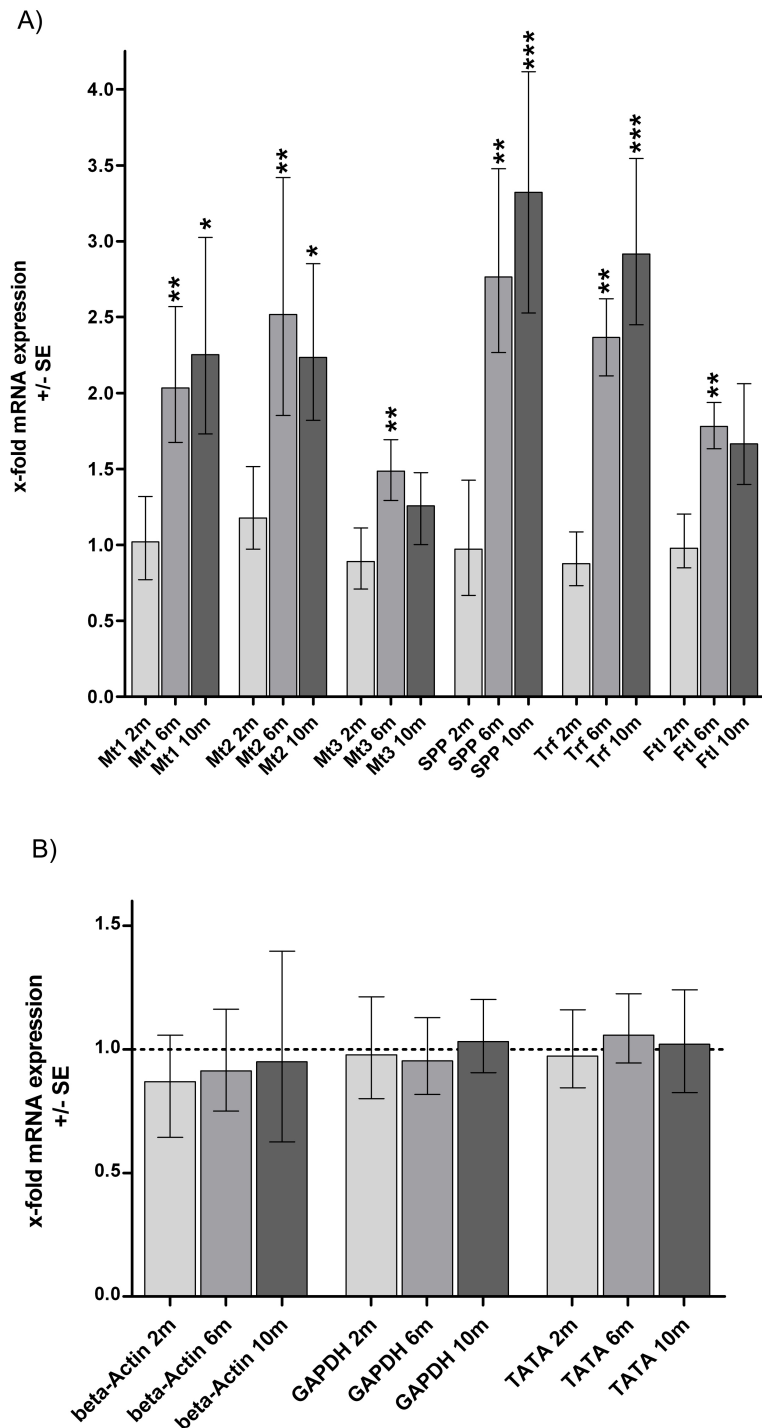 A)
x-fold mRNA expression
+/- SE
4.0
3.5
3.0
2.5
2.0
1.5
1.0
0.5
0.0
**
*
**
*
**
**
***
**
***
**
Mt1 2m
Mt1 6m
Mt1 10m
Mt2 2m
Mt2 6m
Mt2 10m
Mt3 2m
Mt3 6m
Mt3 10m
SPP 2m
SPP 6m
SPP 10m
Trf 2m
Trf 6m
Trf 10m
Ftl 2m
Ftl 6m
Ftl 10m
B)
x-fold mRNA expression
+/- SE
1.5
1.0
0.5
0.0
beta-Actin 2m
beta-Actin 6m
beta-Actin 10m
GAPDH 2m
GAPDH 6m
GAPDH 10m
TATA 2m
TATA 6m
TATA 10m